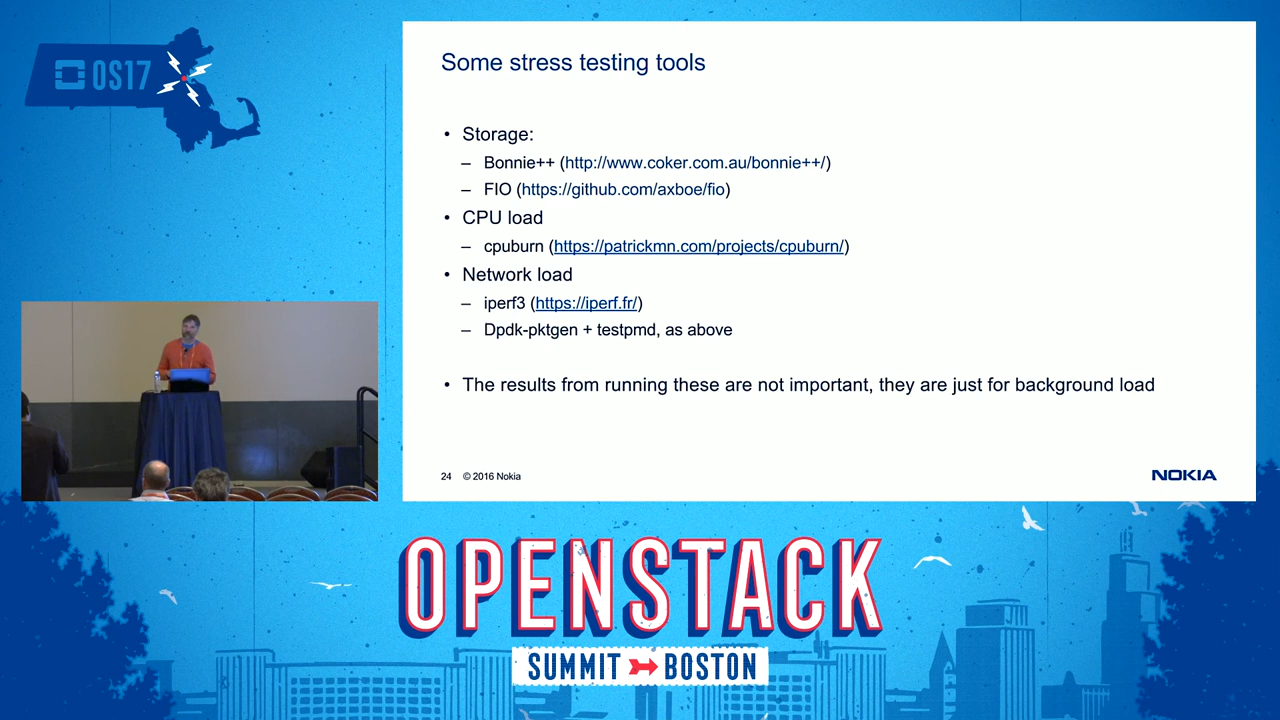 OS17
Some stress testing tools
• Storage:
– Bonnie++ (http://www.coker.com.au/bonnie++/)
– FIO (https://github.com/axboe/fio)
• CPU load
– cpuburn (https://patrickmn.com/projects/cpuburn/)
• Network load
– iperf3 (https://iperf.fr/)
– Dpdk-pktgen + testpmd, as above
• The results from running these are not important, they are just for background load
24 © 2016 Nokia
NOKIA
OPENSTACK
SUMMIT BOSTON